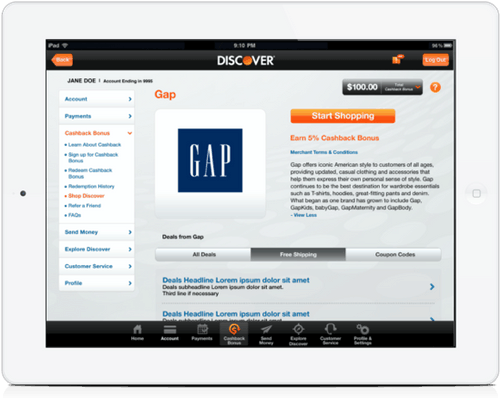 iPad 9:10 PM 96%
Back DISCOVER Log Out
JANE DOE | Account Ending in 9995
$100.00 Total Cashback Bonus ?
Account
Payments
Cashback Bonus
Learn About Cashback
Sign up for Cashback
Bonus
Redeem Cashback
Bonus
Redemption History
Shop Discover
Refer a Friend
FAQs
Send Money
Explore Discover
Customer Service
Profile
Gap
GAP
Start Shopping
Earn 5% Cashback Bonus
Merchant Terms & Conditions
Gap offers iconic American style to customers of all ages,
providing updated, casual clothing and accessories that
help them express their own personal sense of style. Gap
continues to be the best destination for wardrobe essentials
such as T-shirts, hoodies, great-fitting pants and denim.
What began as one brand has grown to include Gap,
GapKids, babyGap, GapMaternity and GapBody.
- View Less
Deals from Gap
All Deals Free Shipping Coupon Codes
Deals Headline Lorem ipsum dolor sit amet
Deals subheadline Lorem ipsum dolor sit amet
Third line if necessary
Deals Headline Lorem ipsum dolor sit amet
Deals subheadline Lorem ipsum dolor sit amet
Home
Account
Payments
Cashback
Bonus
Send
Money
Explore
Discover
Customer
Service
Profile &
Settings